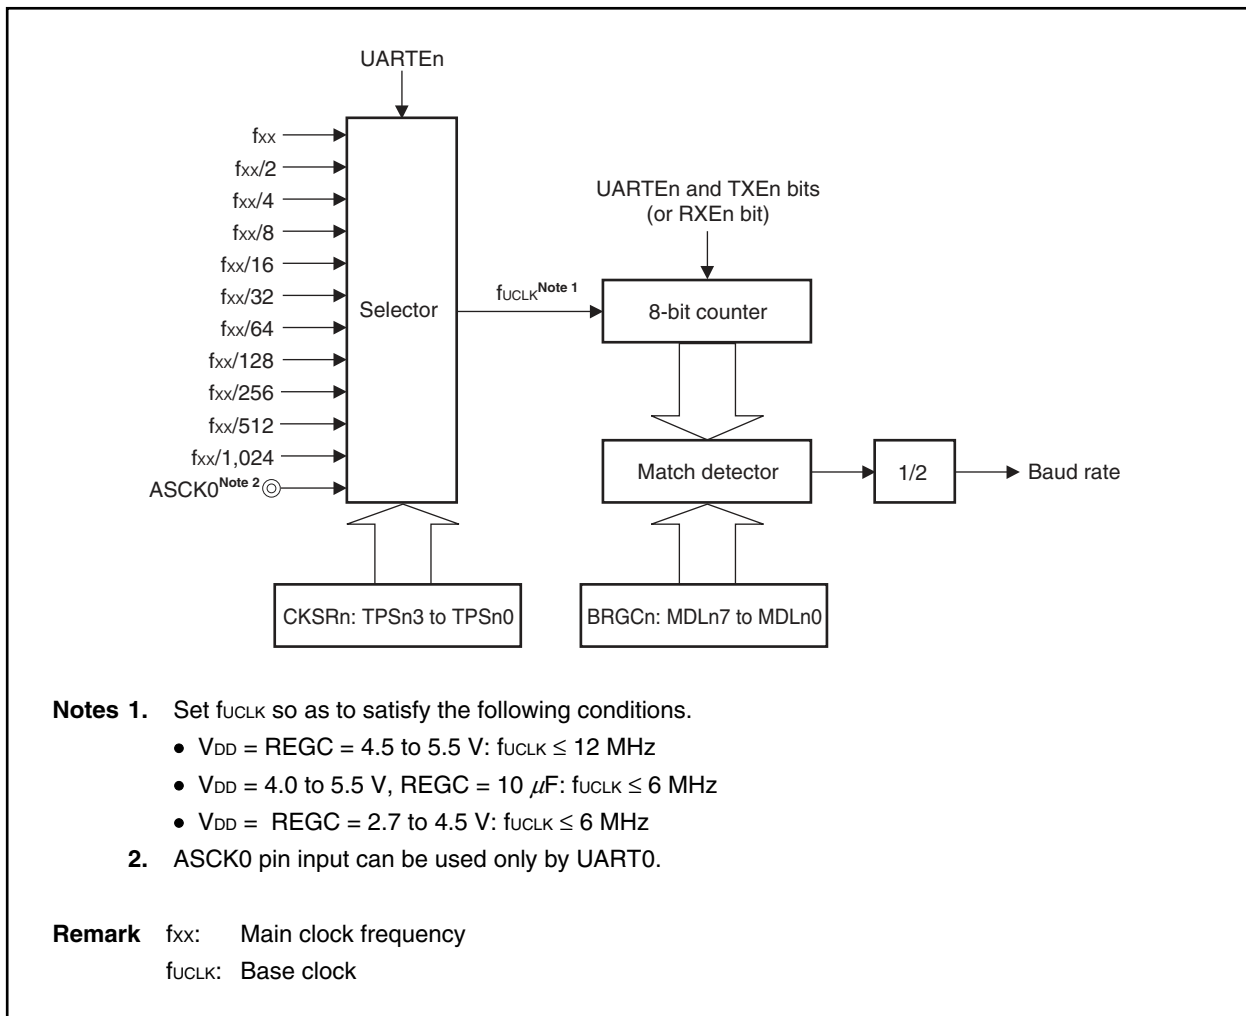 UARTEn
fxx
fxx/2
fxx/4
fxx/8
fxx/16
fxx/32
fxx/64
fxx/128
fxx/256
fxx/512
fxx/1,024
ASCK0Note 2
Selector
fUCLKNote 1
UARTEn and TXEn bits
(or RXEn bit)
8-bit counter
Match detector
1/2
Baud rate
CKSRn: TPSn3 to TPSn0
BRGCn: MDLn7 to MDLn0
Notes 1. Set fUCLK so as to satisfy the following conditions.
• VDD = REGC = 4.5 to 5.5 V: fUCLK ≤ 12 MHz
• VDD = 4.0 to 5.5 V, REGC = 10 μF: fUCLK ≤ 6 MHz
• VDD = REGC = 2.7 to 4.5 V: fUCLK ≤ 6 MHz
2. ASCK0 pin input can be used only by UART0.
Remark fxx: Main clock frequency
fUCLK: Base clock